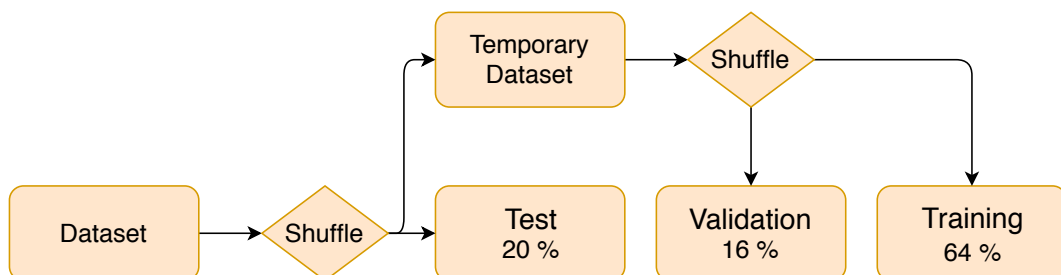 Temporary
Dataset
Shuffle
Dataset
Shuffle
Test
20 %
Validation
16 %
Training
64 %